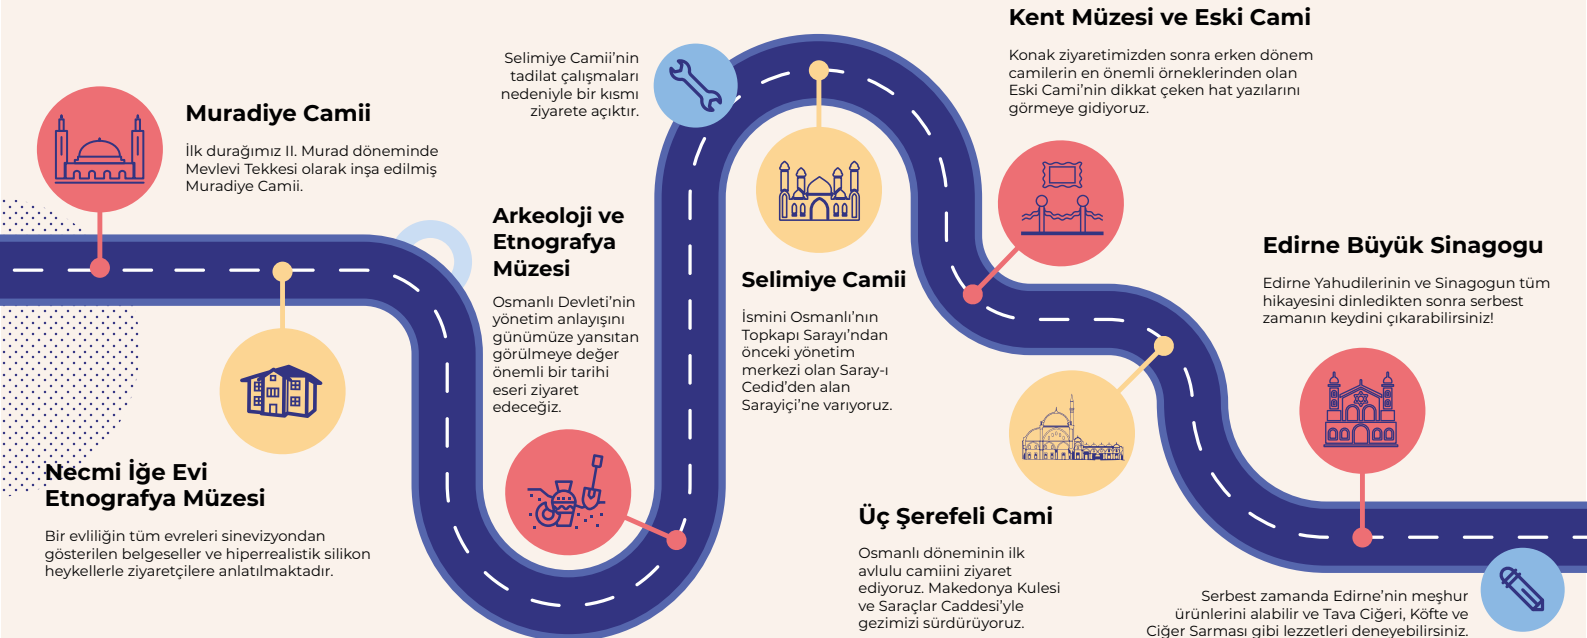 Muradiye Camii
İlk durağımız II. Murad döneminde
Mevlevi Tekkesi olarak inşa edilmiş
Muradiye Camii.
Necmi İğe Evi
Etnografya Müzesi
Bir evliliğin tüm evreleri sinevizyondan
gösterilen belgeseller ve hiperrealistik silikon
heykellerle ziyaretçilere anlatılmaktadır.
Arkeoloji ve
Etnografya
Müzesi
Osmanlı Devleti’nin
yönetim anlayışını
günümüze yansıtan
görülmeye değer
önemli bir tarihi
eseri ziyaret
edeceğiz.
Selimiye Camii’nin
tadilat çalışmaları
nedeniyle bir kısmı
ziyarete açıktır.
Selimiye Camii
İsmini Osmanlı’nın
Topkapı Sarayı’ndan
önceki yönetim
merkezi olan Saray-ı
Cedid’den alan
Sarayiçi’ne varıyoruz.
Kent Müzesi ve Eski Cami
Konak ziyaretimizden sonra erken dönem
camilerin en önemli örneklerinden olan
Eski Cami’nin dikkat çeken hat yazılarını
görmeye gidiyoruz.
Üç Şerefeli Cami
Osmanlı döneminin ilk
avlulu camiini ziyaret
ediyoruz. Makedonya Kulesi
ve Saraçlar Caddesi’yle
gezimizi sürdürüyoruz.
Edirne Büyük Sinagogu
Edirne Yahudilerinin ve Sinagogun tüm
hikayesini dinledikten sonra serbest
zamanın keydini çıkarabilirsiniz!
Serbest zamanda Edirne’nin meşhur
ürünlerini alabilir ve Tava Ciğeri, Köfte ve
Ciğer Sarması gibi lezzetleri deneyebilirsiniz.